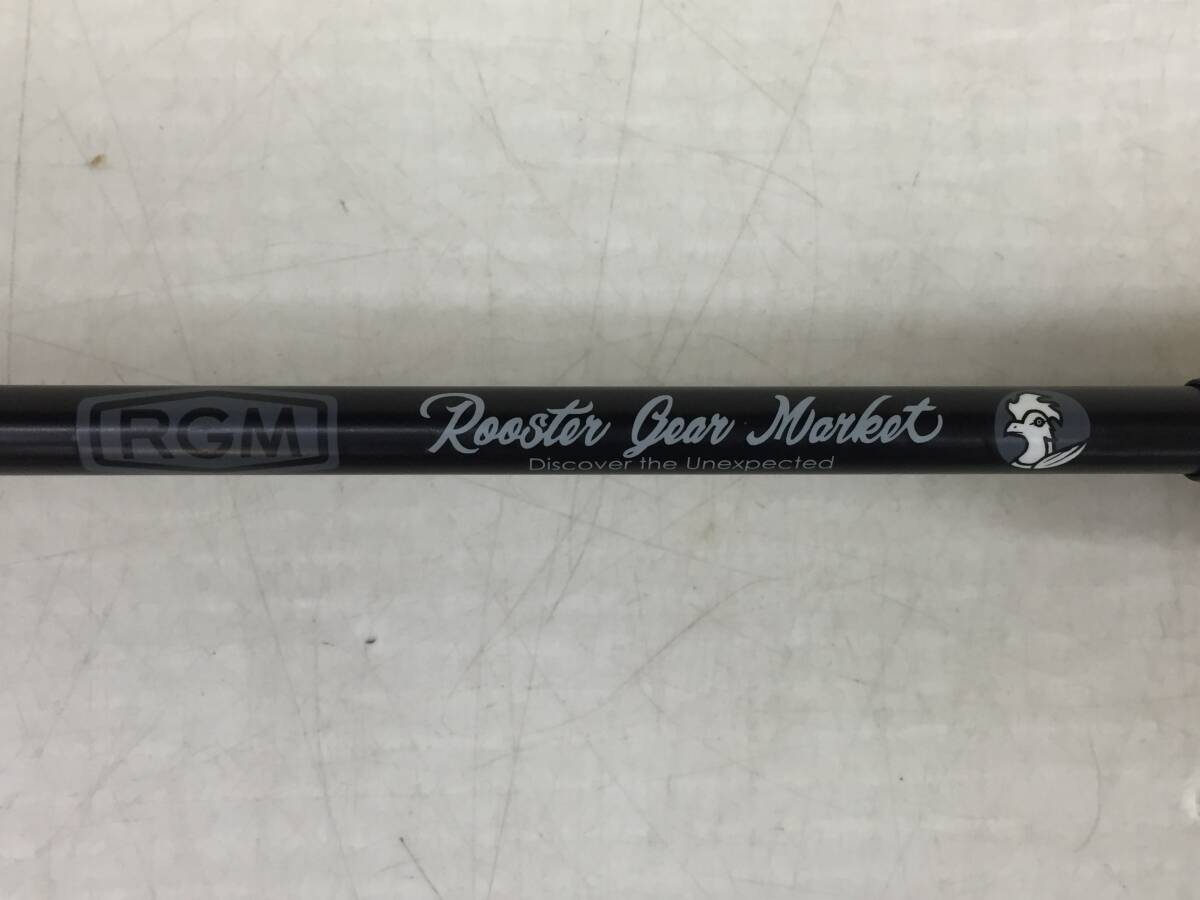 RGM
Rooster Gear Market
Discover the Unexpected